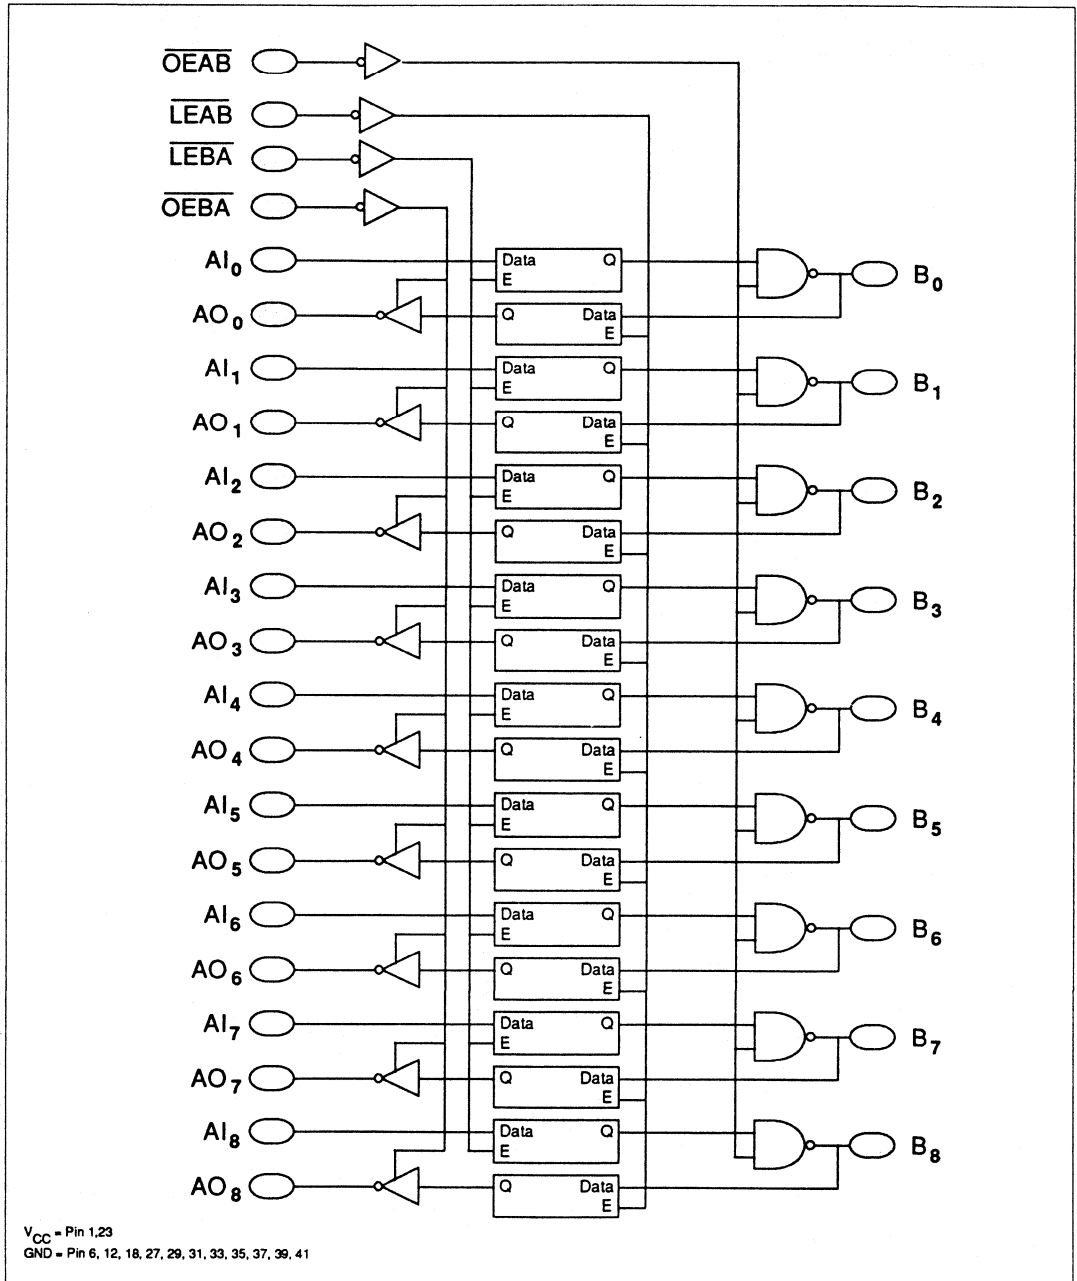 OEAB
LEAB
LEBA
OEBA
AI0 Data Q
E B0
AO0 Q Data
E
AI1 Data Q
E B1
AO1 Q Data
E
AI2 Data Q
E B2
AO2 Q Data
E
AI3 Data Q
E B3
AO3 Q Data
E
AI4 Data Q
E B4
AO4 Q Data
E
AI5 Data Q
E B5
AO5 Q Data
E
AI6 Data Q
E B6
AO6 Q Data
E
AI7 Data Q
E B7
AO7 Q Data
E
AI8 Data Q
E B8
AO8 Q Data
E
VCC = Pin 1,23
GND = Pin 6, 12, 18, 27, 29, 31, 33, 35, 37, 39, 41